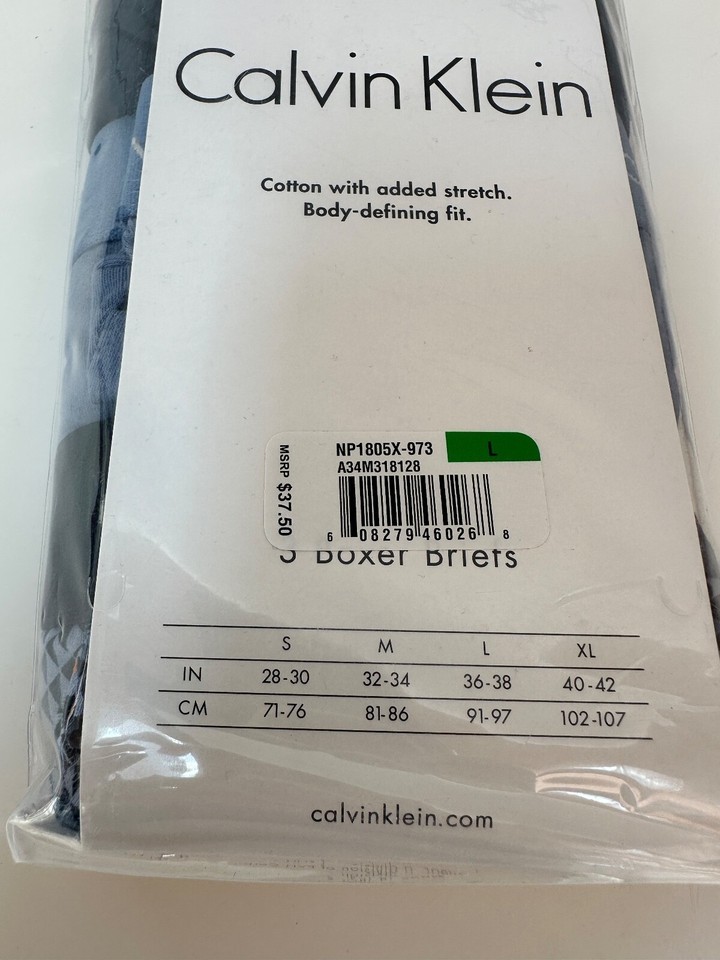 Calvin Klein
Cotton with added stretch.
Body-defining fit.
NP1805X-973 L
A34M318128
MSRP $37.50
6 08279 46026 8
3 Boxer Briefs
S M L XL
IN 28-30 32-34 36-38 40-42
CM 71-76 81-86 91-97 102-107
calvinklein.com